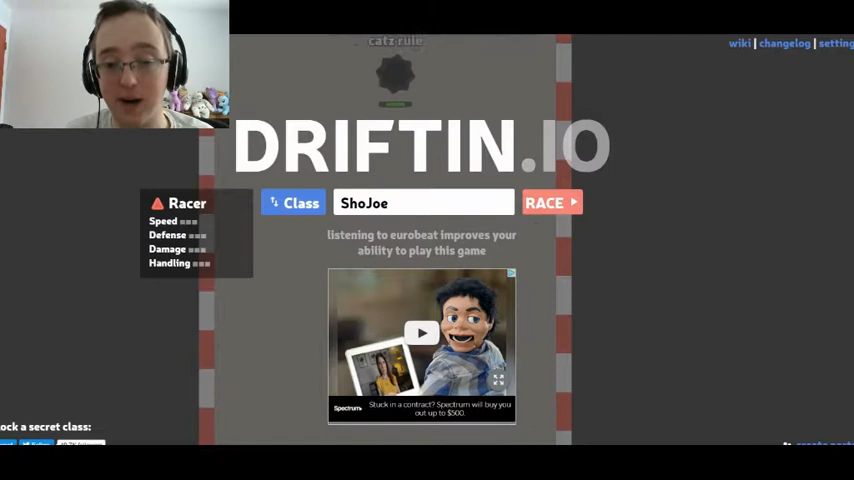 catz rule
wiki | changelog | setting
DRIFTIN.IO
Racer
Class
ShoJoe
RACE
Speed
Defense
Damage
Handling
listening to eurobeat improves your
ability to play this game
Spectrum
Stuck in a contract? Spectrum will buy you
out up to $500.
ock a secret class: